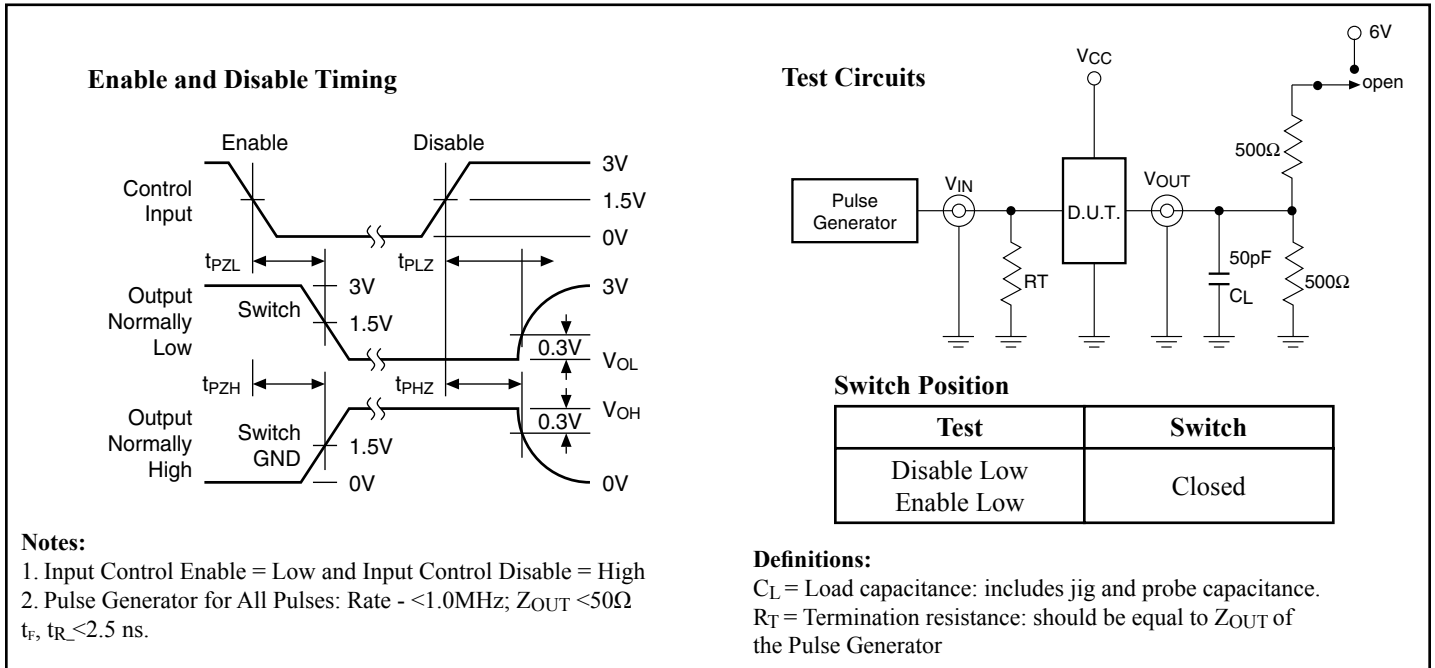 Enable and Disable Timing
Enable
Disable
Control
Input
3V
1.5V
0V
tPZL
tPLZ
Output
Normally
Low
Switch
3V
1.5V
3V
0.3V
VOL
tPZH
tPHZ
Output
Normally
High
Switch
GND
1.5V
0V
VOH
0.3V
0V
Notes:
1. Input Control Enable = Low and Input Control Disable = High
2. Pulse Generator for All Pulses: Rate - <1.0MHz; ZOUT <50Ω
tF, tR_<2.5 ns.
Test Circuits
6V
open
VCC
500Ω
Pulse
Generator
VIN
D.U.T.
VOUT
RT
50pF
CL
500Ω
Switch Position
Test Switch
Disable Low
Enable Low
Closed
Definitions:
CL = Load capacitance: includes jig and probe capacitance.
RT = Termination resistance: should be equal to ZOUT of
the Pulse Generator